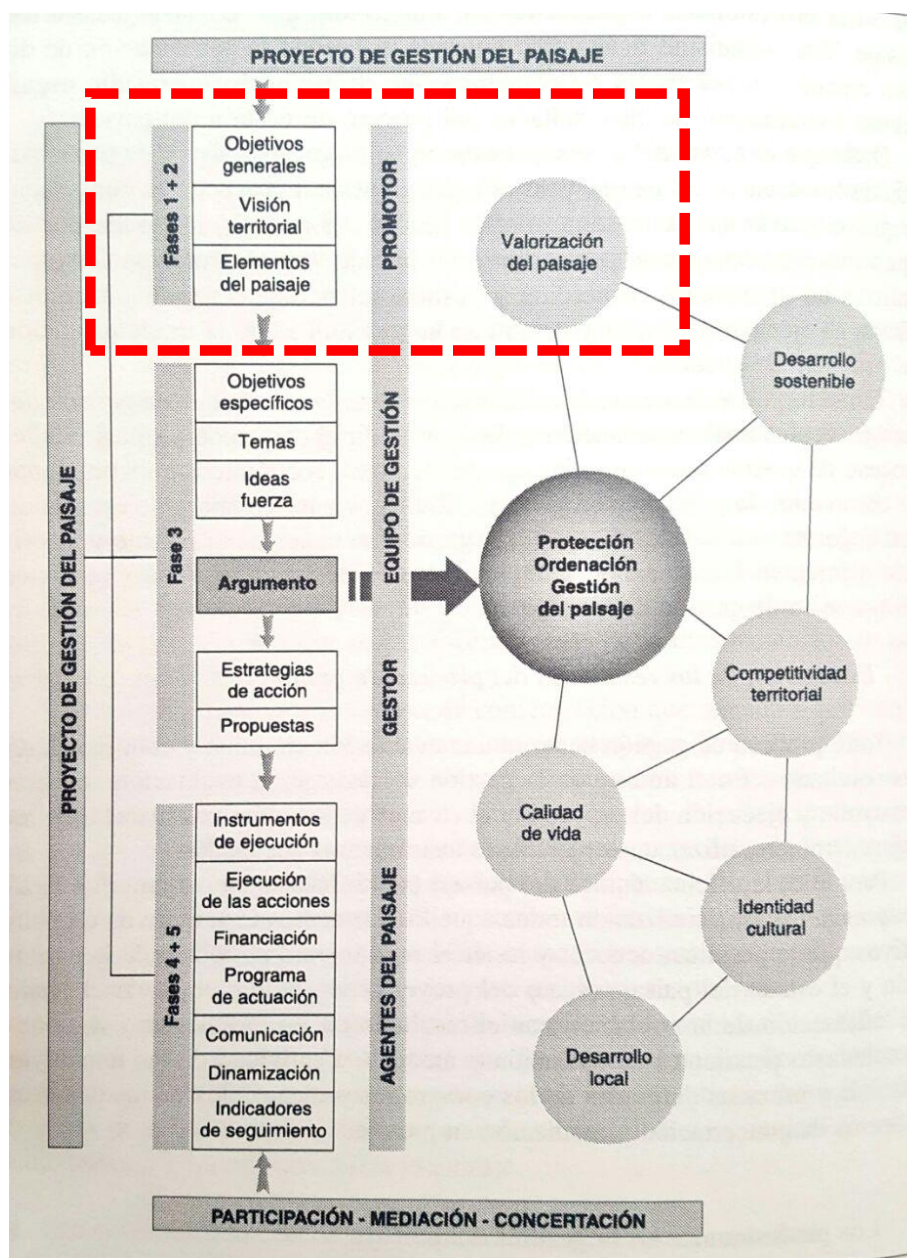 PROYECTO DE GESTIÓN DEL PAISAJE
PROYECTO DE GESTIÓN DEL PAISAJE
Fases 1 + 2
Objetivos
generales
Visión
territorial
Elementos
del paisaje
Fase 3
Objetivos
específicos
Temas
Ideas
fuerza
Argumento
Estrategias
de acción
Propuestas
Fases 4 + 5
Instrumentos
de ejecución
Ejecución
de las acciones
Financiación
Programa
de actuación
Comunicación
Dinamización
Indicadores
de seguimiento
PROMOTOR
EQUIPO DE GESTIÓN
GESTOR
AGENTES DEL PAISAJE
Valorización
del paisaje
Desarrollo
sostenible
Protección
Ordenación
Gestión
del paisaje
Competitividad
territorial
Calidad
de vida
Identidad
cultural
Desarrollo
local
PARTICIPACIÓN - MEDIACIÓN - CONCERTACIÓN